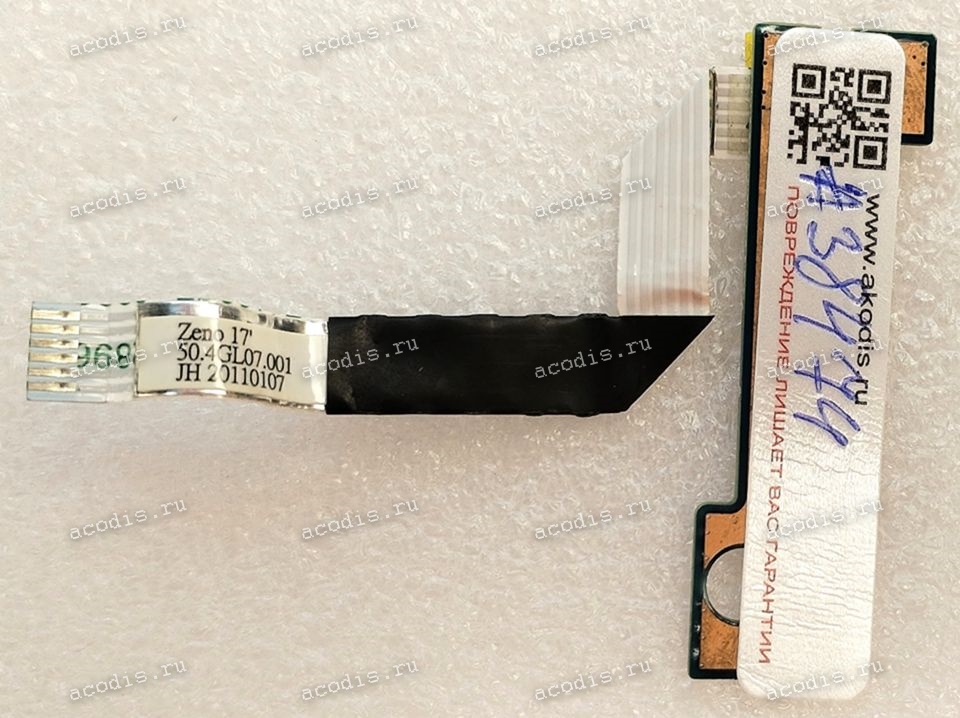 Zeno 17'
50.4GL07.001
JH 20110107
968
www.akodis.ru
#38474
ПОВРЕЖДЕНИЕ ЛИШАЕТ ВАС ГАРАНТИИ
acodis.ru